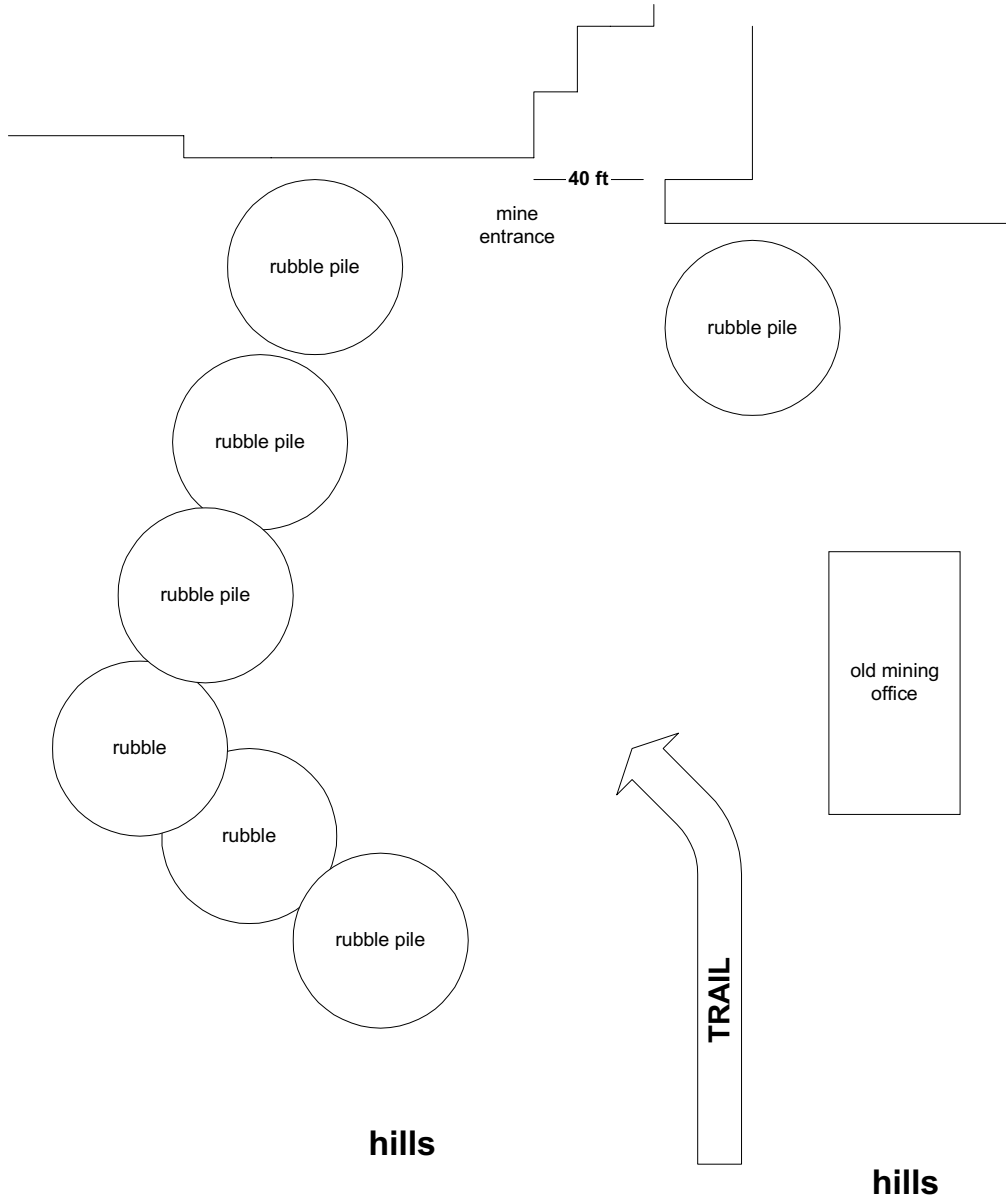 40 ft
mine
entrance
rubble pile
rubble pile
rubble pile
rubble pile
old mining
office
rubble
rubble
rubble pile
TRAIL
hills
hills